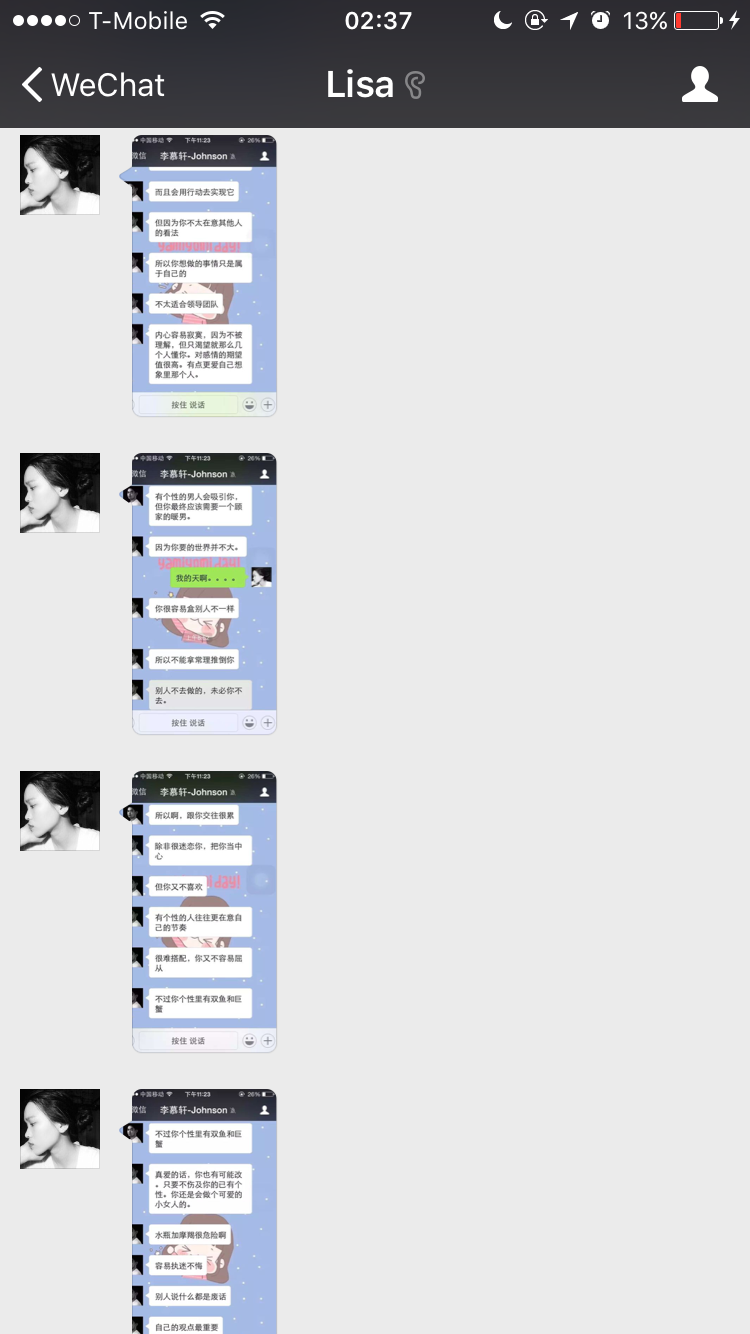 T-Mobile
02:37
13%
WeChat
Lisa
中国移动
下午11:23
26%
微信
李慕轩-Johnson
而且会用行动去实现它
但因为你不太在意其他人
的看法
所以你想做的事情只是属
于自己的
不太适合领导团队
内心容易寂寞，因为不被
理解，但只渴望就那么几
个人懂你。对感情的期望
值很高。有点更爱自己想
象里那个人。
按住 说话
中国移动
下午11:23
26%
微信
李慕轩-Johnson
有个性的男人会吸引你，
但你最终应该需要一个顾
家的暖男。
因为你要的世界并不大。
我的天啊。。。。
你很容易盒别人不一样
所以不能拿常理推倒你
别人不去做的，未必你不
去。
按住 说话
中国移动
下午11:23
26%
微信
李慕轩-Johnson
所以啊，跟你交往很累
除非很迷恋你，把你当中
心
但你又不喜欢
有个性的人往往更在意自
己的节奏
很难搭配，你又不容易屈
从
不过你个性里有双鱼和巨
蟹
按住 说话
中国移动
下午11:23
26%
微信
李慕轩-Johnson
不过你个性里有双鱼和巨
蟹
真爱的话，你也有可能改
。只要不伤及你的已有个
性。你还是会做个可爱的
小女人的。
水瓶加摩羯很危险啊
容易执迷不悔
别人说什么都是废话
自己的观点最重要